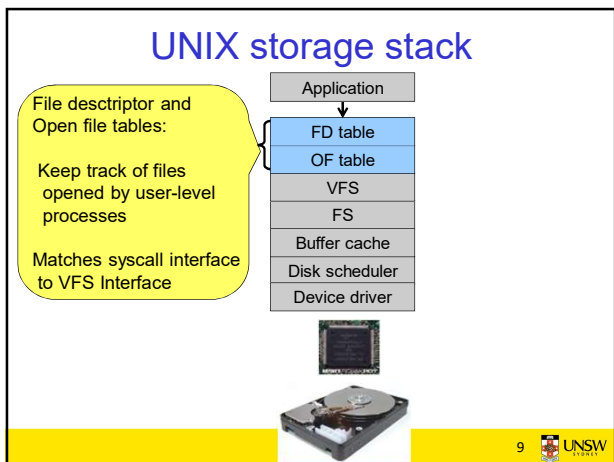 UNIX storage stack
File desctriptor and
Open file tables:
Keep track of files
opened by user-level
processes
Matches syscall interface
to VFS Interface
Application
FD table
OF table
VFS
FS
Buffer cache
Disk scheduler
Device driver
9
UNSW
SYDNEY